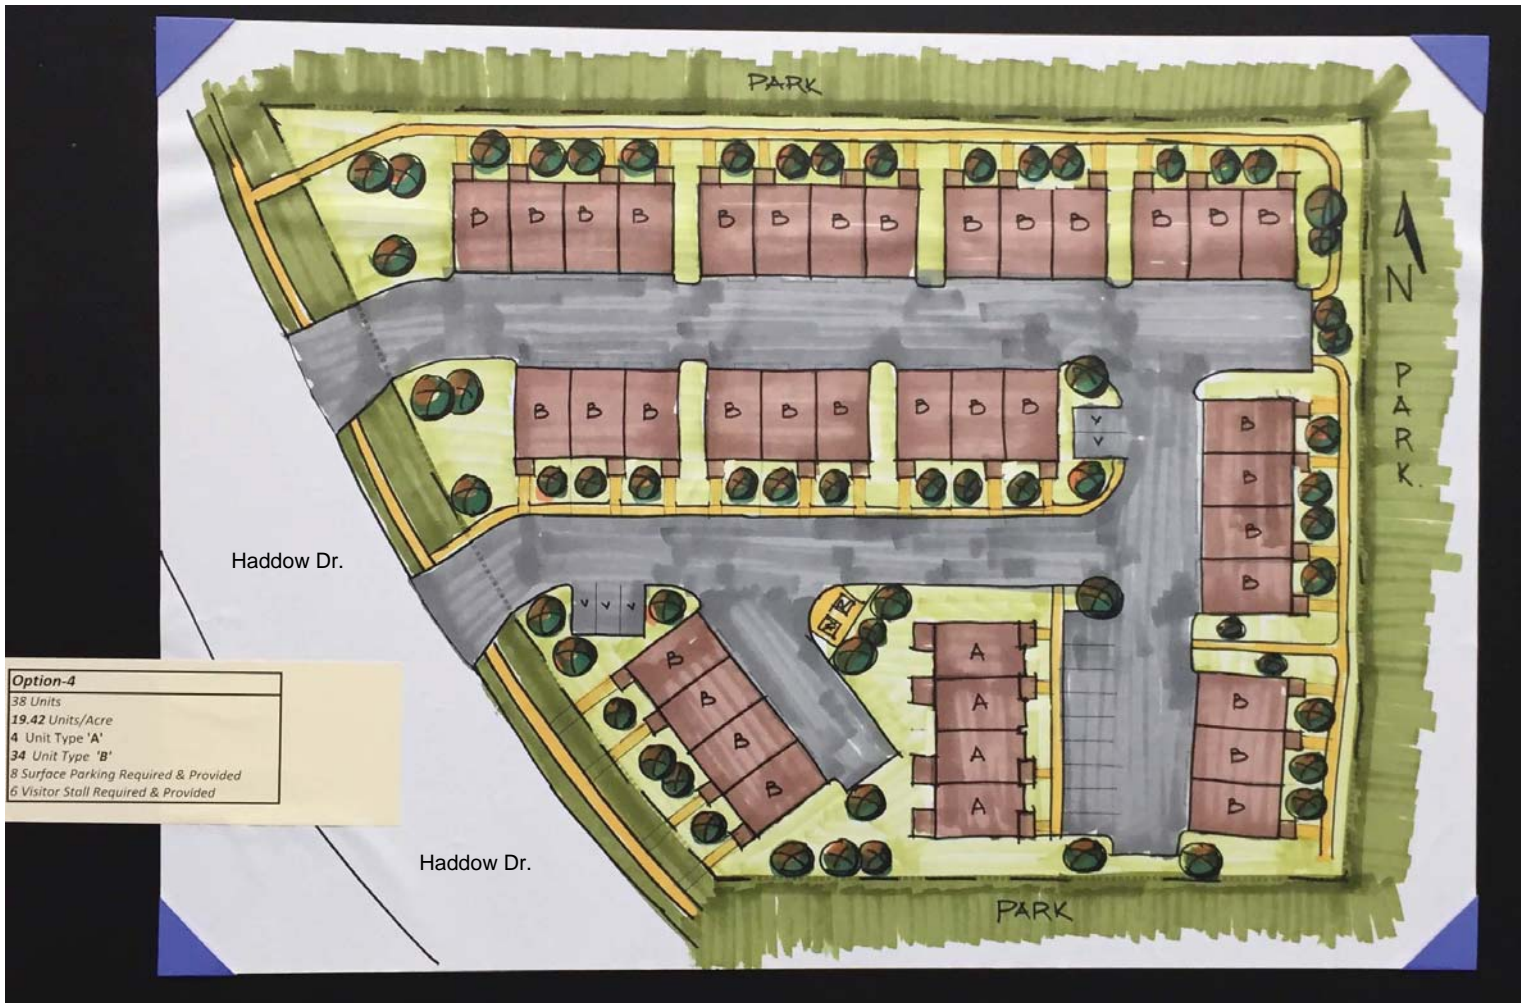 PARK
B B B B B B B B B B B B B B
N
B B B B B B B B B
V
V
PARK.
B
B
B
B
Haddow Dr.
V V V
B
B
B
B
A
A
A
A
B
B
B
Option-4
38 Units
19.42 Units/Acre
4 Unit Type 'A'
34 Unit Type 'B'
8 Surface Parking Required & Provided
6 Visitor Stall Required & Provided
Haddow Dr.
PARK